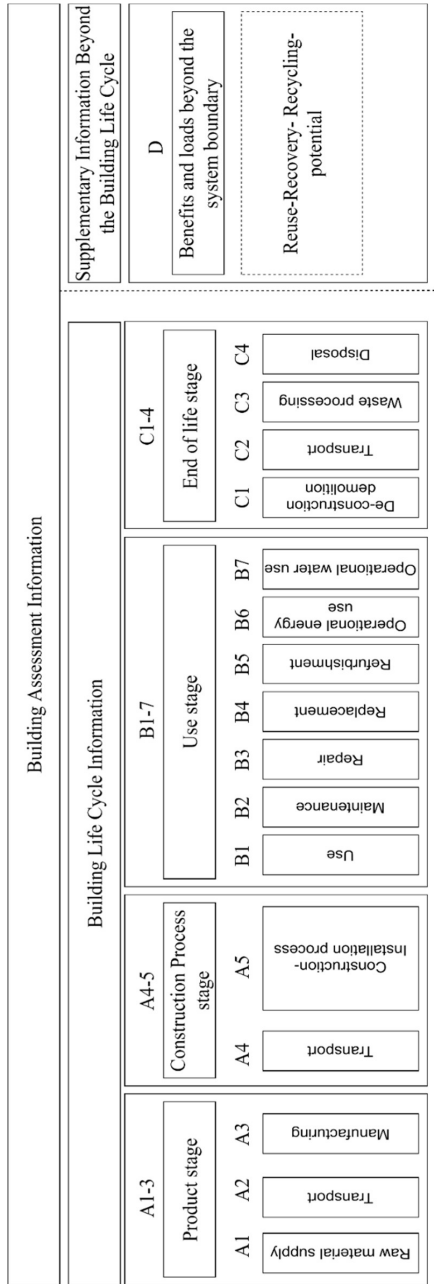 Building Assessment Information
Building Life Cycle Information
A1-3
Product stage
A1
A2
A3
Raw material supply
Transport
Manufacturing
A4-5
Construction Process
stage
A4
A5
Transport
Construction-
Installation process
B1-7
Use stage
B1
B2
B3
B4
B5
B6
B7
Use
Maintenance
Repair
Replacement
Refurbishment
Operational energy
use
Operational water use
C1-4
End of life stage
C1
C2
C3
C4
De-construction
demolition
Transport
Waste processing
Disposal
Supplementary Information Beyond
the Building Life Cycle
D
Benefits and loads beyond the
system boundary
Reuse-Recovery- Recycling-
potential